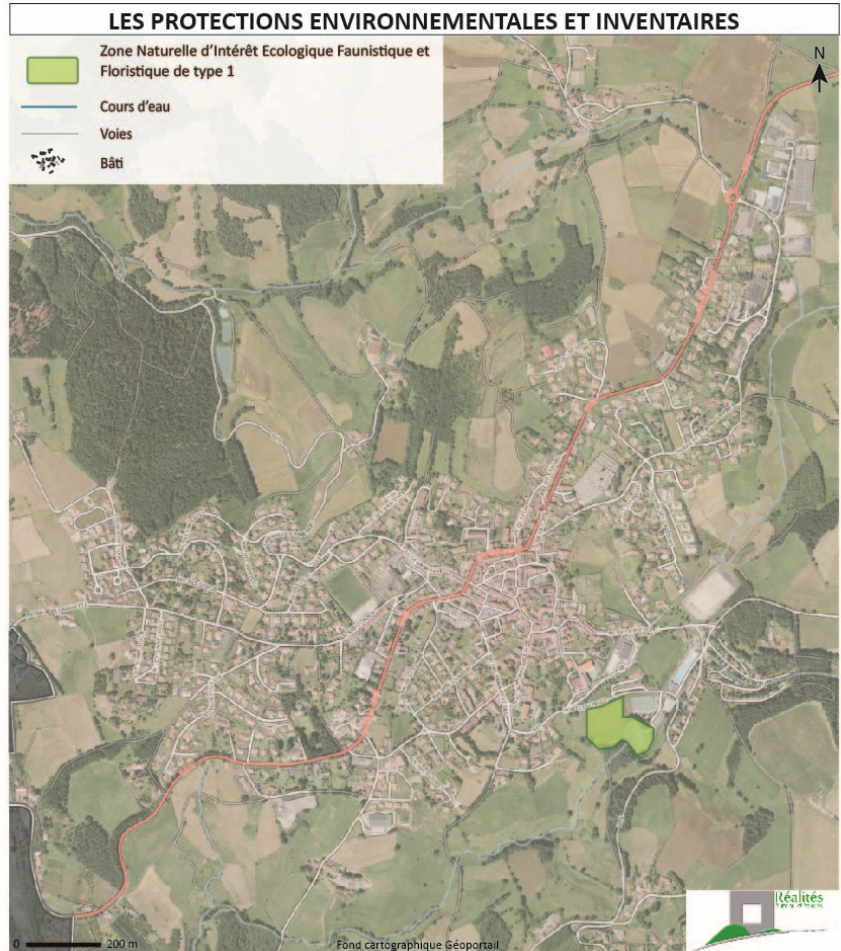 LES PROTECTIONS ENVIRONNEMENTALES ET INVENTAIRES
Zone Naturelle d'Intérêt Ecologique Faunistique et
Floristique de type 1
Cours d'eau
Voies
Bâti
N
0 200 m
Fond cartographique Géoportail
Réalités